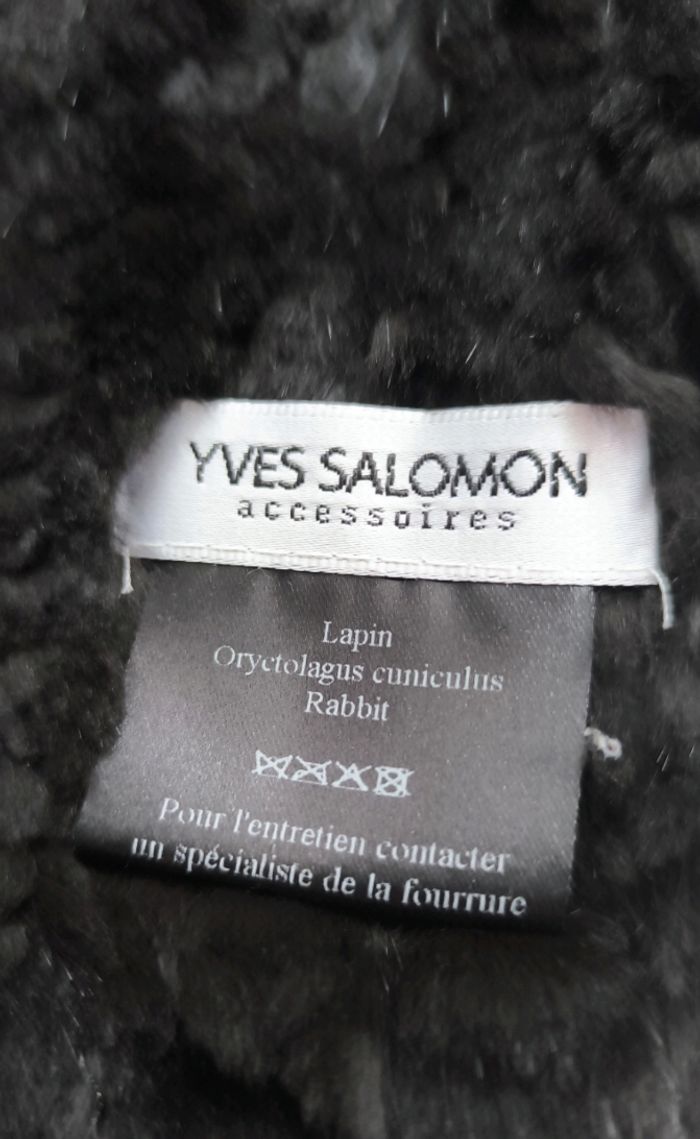 YVES SALOMON
accessoires
Lapin
Oryctolagus cuniculus
Rabbit
Pour l'entretien contacter
un spécialiste de la fourrure